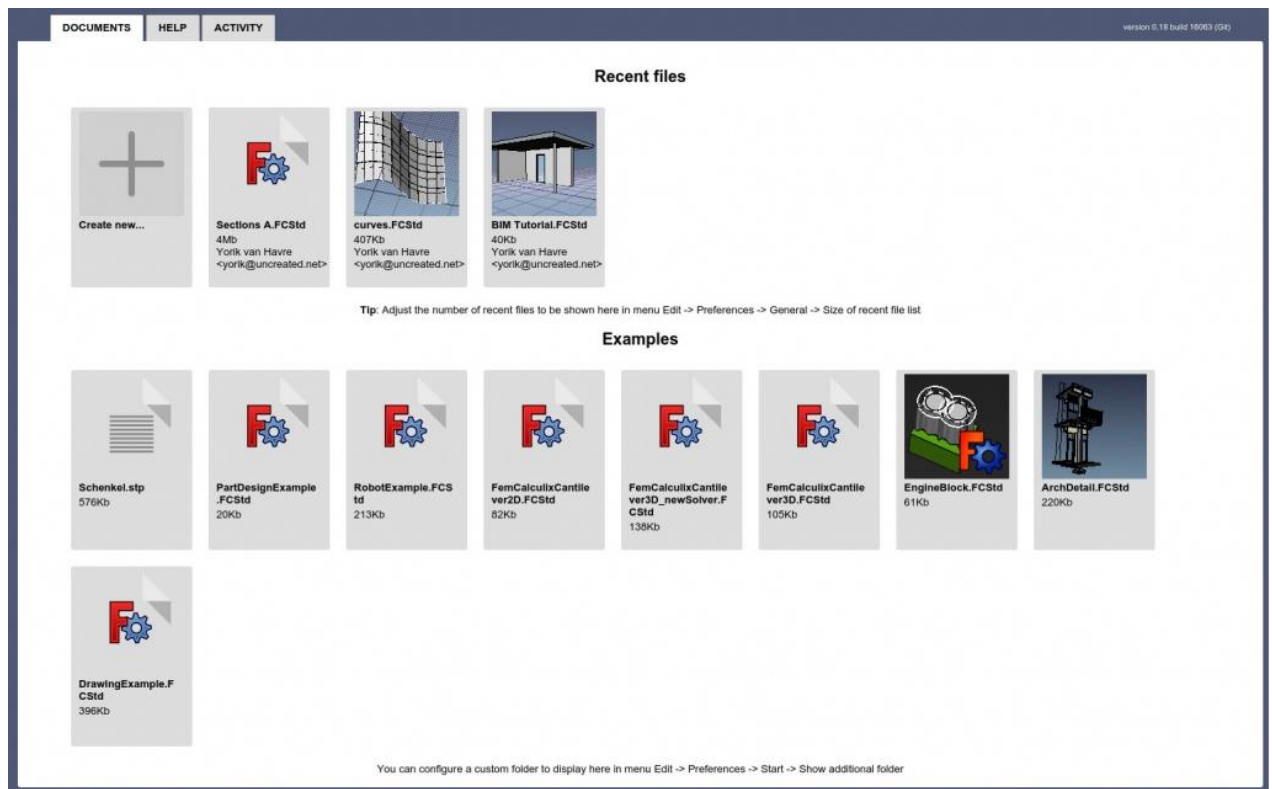 DOCUMENTS HELP ACTIVITY version 0.18 build 16063 (Git)
Recent files
Create new...
Sections A.FCStd
4Mb
Yorik van Havre
<yorik@uncreated.net>
curves.FCStd
407Kb
Yorik van Havre
<yorik@uncreated.net>
BIM Tutorial.FCStd
40Kb
Yorik van Havre
<yorik@uncreated.net>
Tip: Adjust the number of recent files to be shown here in menu Edit -> Preferences -> General -> Size of recent file list
Examples
Schenkel.stp
576Kb
PartDesignExample
.FCStd
20Kb
RobotExample.FCS
td
213Kb
FemCalculixCantile
ver2D.FCStd
82Kb
FemCalculixCantile
ver3D_newSolver.F
CStd
138Kb
FemCalculixCantile
ver3D.FCStd
105Kb
EngineBlock.FCStd
61Kb
ArchDetail.FCStd
220Kb
DrawingExample.F
CStd
396Kb
You can configure a custom folder to display here in menu Edit -> Preferences -> Start -> Show additional folder